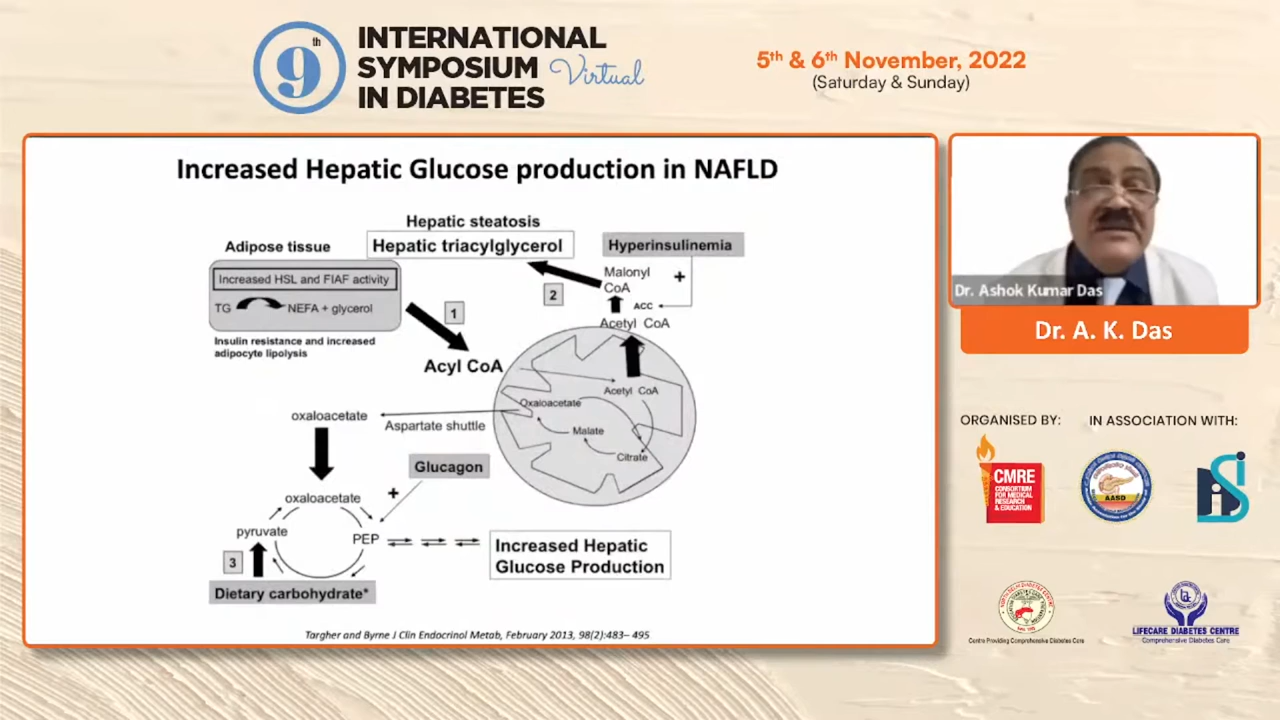 9th
INTERNATIONAL
SYMPOSIUM Virtual
IN DIABETES
5th & 6th November, 2022
(Saturday & Sunday)
Increased Hepatic Glucose production in NAFLD
Hepatic steatosis
Hepatic triacylglycerol
Hyperinsulinemia
Adipose tissue
Increased HSL and FIAF activity
TG
NEFA + glycerol
Insulin resistance and increased
adipocyte lipolysis
1
2
Malonyl
CoA
+
ACC
Acetyl CoA
Acyl CoA
Acetyl CoA
Oxaloacetate
Malate
Citrate
oxaloacetate
Aspartate shuttle
Glucagon
+
oxaloacetate
pyruvate
PEP
3
Dietary carbohydrate*
Increased Hepatic
Glucose Production
Targher and Byrne J Clin Endocrinol Metab, February 2013, 98(2):483– 495
Dr. Ashok Kumar Das
Dr. A. K. Das
ORGANISED BY:
IN ASSOCIATION WITH:
CMRE
CONSORTIUM
FOR MEDICAL
RESEARCH
& EDUCATION
AASD
Centre Providing Comprehensive Diabetes Care
LIFECARE DIABETES CENTRE
Comprehensive Diabetes Care